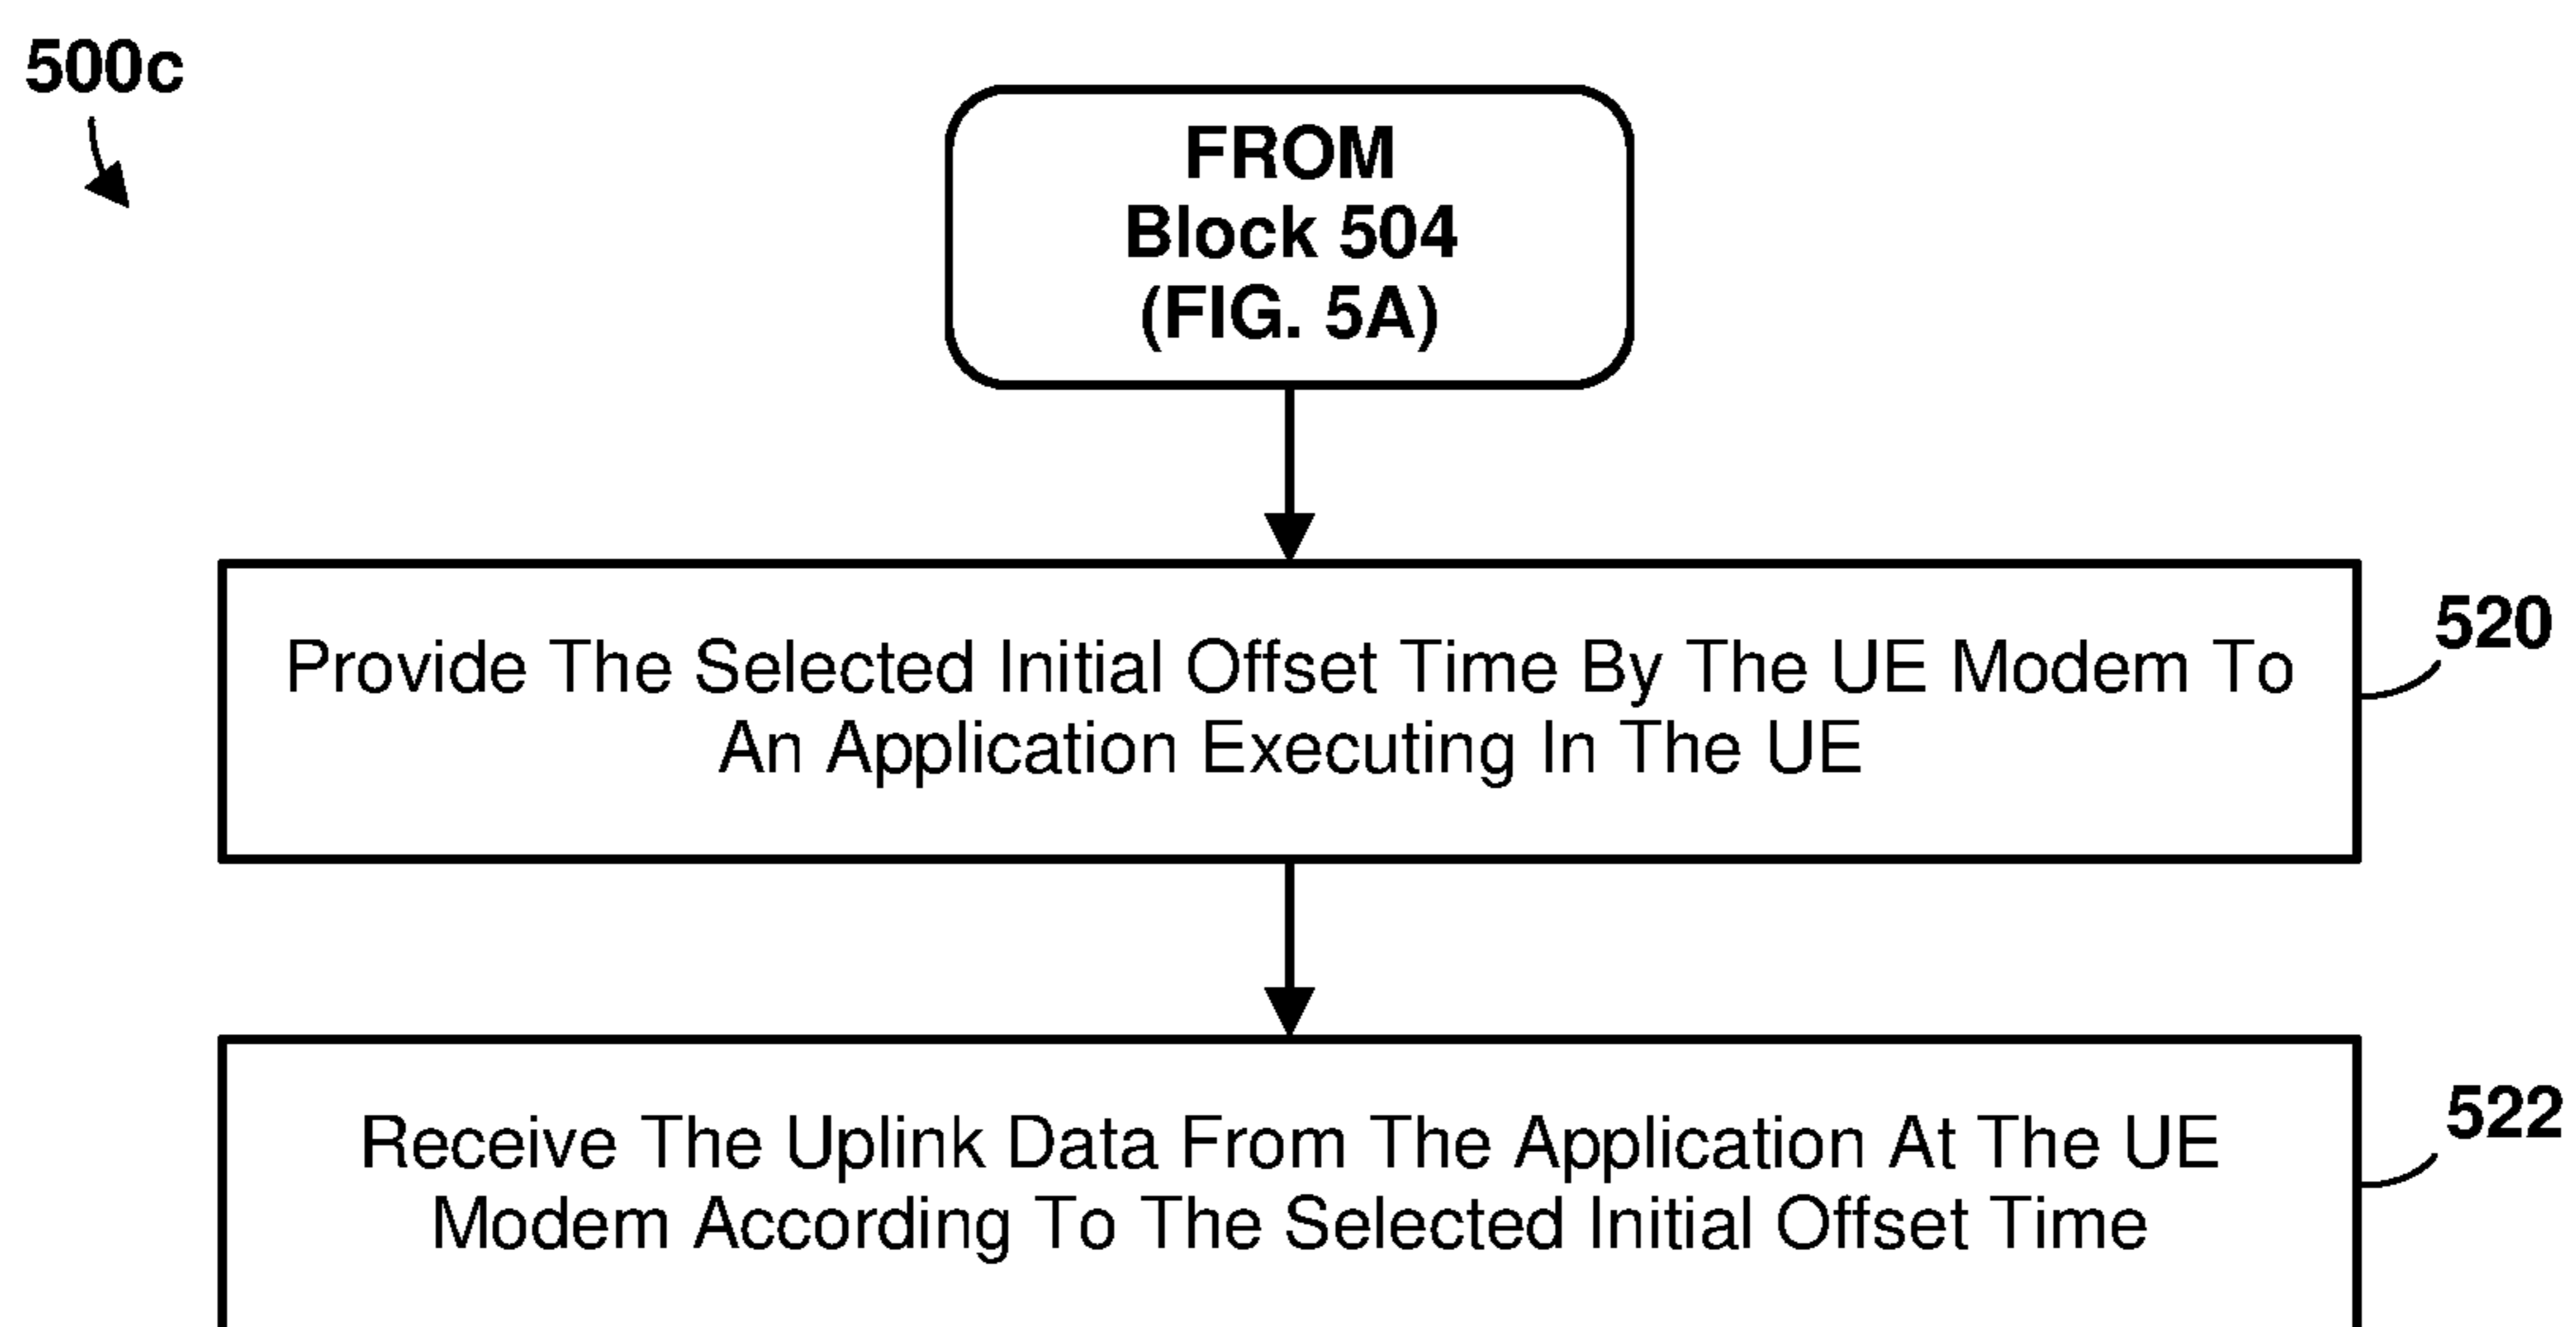 500c
FROM
Block 504
(FIG. 5A)
520
Provide The Selected Initial Offset Time By The UE Modem To
An Application Executing In The UE
522
Receive The Uplink Data From The Application At The UE
Modem According To The Selected Initial Offset Time